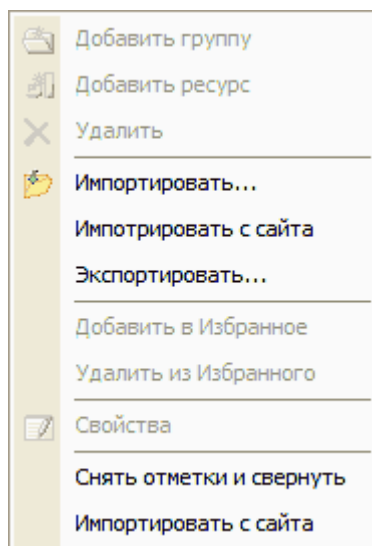 Добавить группу
Добавить ресурс
Удалить
Импортировать...
Импотрировать с сайта
Экспортировать...
Добавить в Избранное
Удалить из Избранного
Свойства
Снять отметки и свернуть
Импортировать с сайта